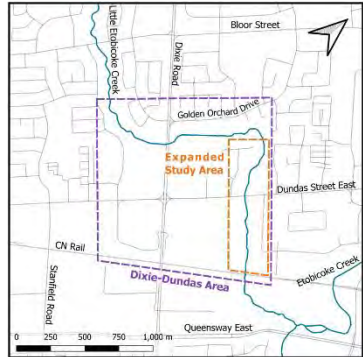 Little Etobicoke Creek
Dixie Road
Bloor Street
Golden Orchard Drive
Expanded
Study Area
Dundas Street East
CN Rail
Stanfield Road
Dixie-Dundas Area
Etobicoke Creek
Queensway East
0 250 500 750 1,000 m